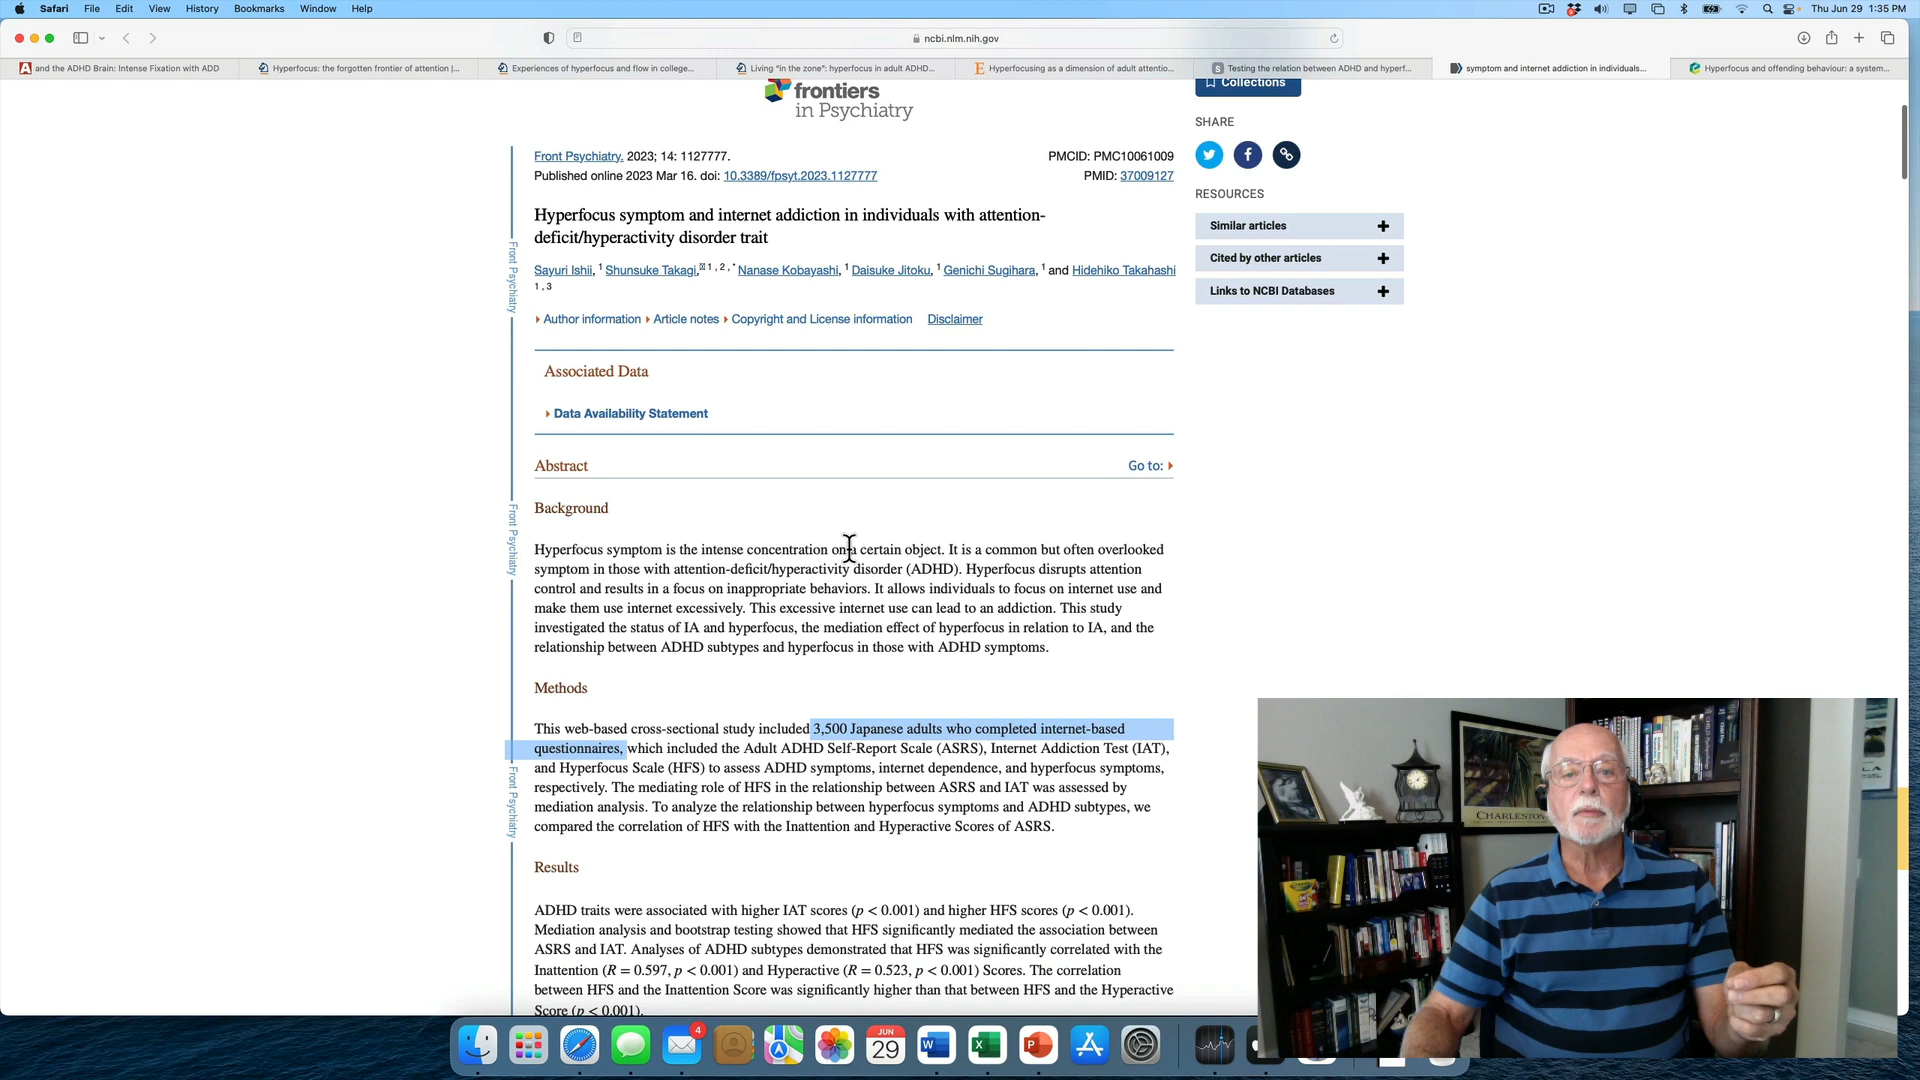 Safari File Edit View History Bookmarks Window Help
Thu Jun 29 1:35 PM
ncbi.nlm.nih.gov
and the ADHD Brain: Intense Fixation with ADD
Hyperfocus: the forgotten frontier of attention |...
Experiences of hyperfocus and flow in college...
Living "in the zone": hyperfocus in adult ADHD...
Hyperfocusing as a dimension of adult attentio...
Testing the relation between ADHD and hyperf...
symptom and internet addiction in individuals...
Hyperfocus and offending behaviour: a system...
frontiers
in Psychiatry
Collections
SHARE
RESOURCES
Similar articles
Cited by other articles
Links to NCBI Databases
Front Psychiatry. 2023; 14: 1127777.
PMCID: PMC10061009
Published online 2023 Mar 16. doi: 10.3389/fpsyt.2023.1127777
PMID: 37009127
Hyperfocus symptom and internet addiction in individuals with attention-
deficit/hyperactivity disorder trait
Sayuri Ishii, 1 Shunsuke Takagi, 1 , 2 , * Nanase Kobayashi, 1 Daisuke Jitoku, 1 Genichi Sugihara, 1 and Hidehiko Takahashi
1 , 3
Author information Article notes Copyright and License information Disclaimer
Associated Data
Data Availability Statement
Abstract
Go to:
Background
Hyperfocus symptom is the intense concentration on a certain object. It is a common but often overlooked
symptom in those with attention-deficit/hyperactivity disorder (ADHD). Hyperfocus disrupts attention
control and results in a focus on inappropriate behaviors. It allows individuals to focus on internet use and
make them use internet excessively. This excessive internet use can lead to an addiction. This study
investigated the status of IA and hyperfocus, the mediation effect of hyperfocus in relation to IA, and the
relationship between ADHD subtypes and hyperfocus in those with ADHD symptoms.
Methods
This web-based cross-sectional study included 3,500 Japanese adults who completed internet-based
questionnaires, which included the Adult ADHD Self-Report Scale (ASRS), Internet Addiction Test (IAT),
and Hyperfocus Scale (HFS) to assess ADHD symptoms, internet dependence, and hyperfocus symptoms,
respectively. The mediating role of HFS in the relationship between ASRS and IAT was assessed by
mediation analysis. To analyze the relationship between hyperfocus symptoms and ADHD subtypes, we
compared the correlation of HFS with the Inattention and Hyperactive Scores of ASRS.
Results
ADHD traits were associated with higher IAT scores (p < 0.001) and higher HFS scores (p < 0.001).
Mediation analysis and bootstrap testing showed that HFS significantly mediated the association between
ASRS and IAT. Analyses of ADHD subtypes demonstrated that HFS was significantly correlated with the
Inattention (R = 0.597, p < 0.001) and Hyperactive (R = 0.523, p < 0.001) Scores. The correlation
between HFS and the Inattention Score was significantly higher than that between HFS and the Hyperactive
Score (p < 0.001).
Front Psychiatry
Front Psychiatry
Front Psychiatry
CHARLESTON
4
JUN
29